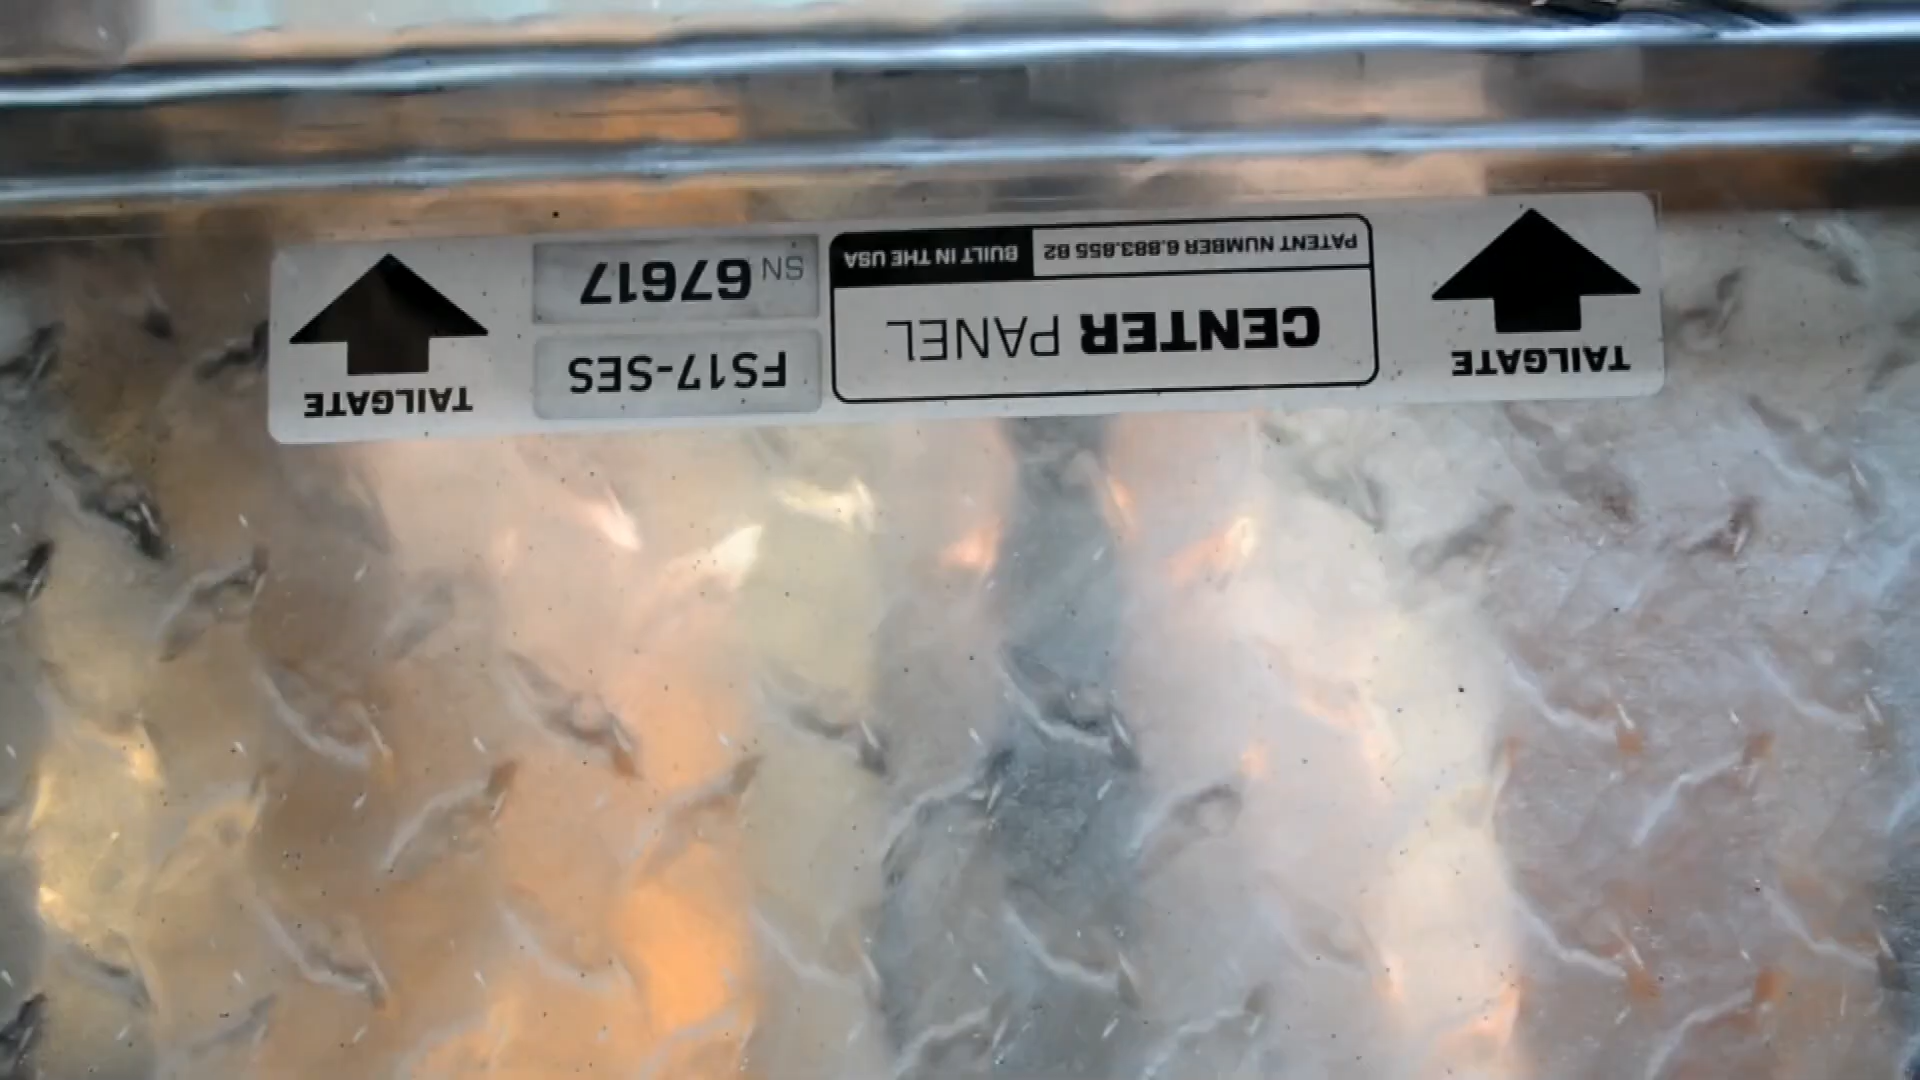 TAILGATE
CENTER PANEL
PATENT NUMBER 6.883.855 B2
BUILT IN THE USA
FS17-SES
SN 67617
TAILGATE